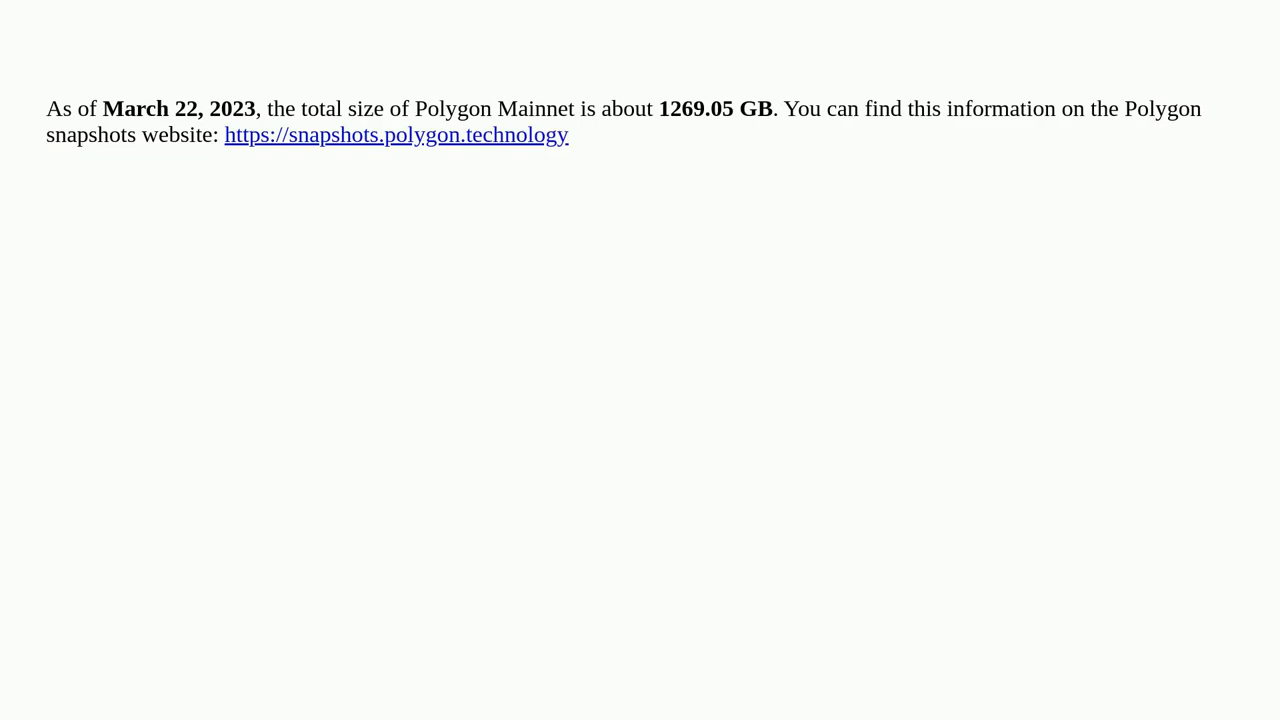 As of March 22, 2023, the total size of Polygon Mainnet is about 1269.05 GB. You can find this information on the Polygon
snapshots website: https://snapshots.polygon.technology